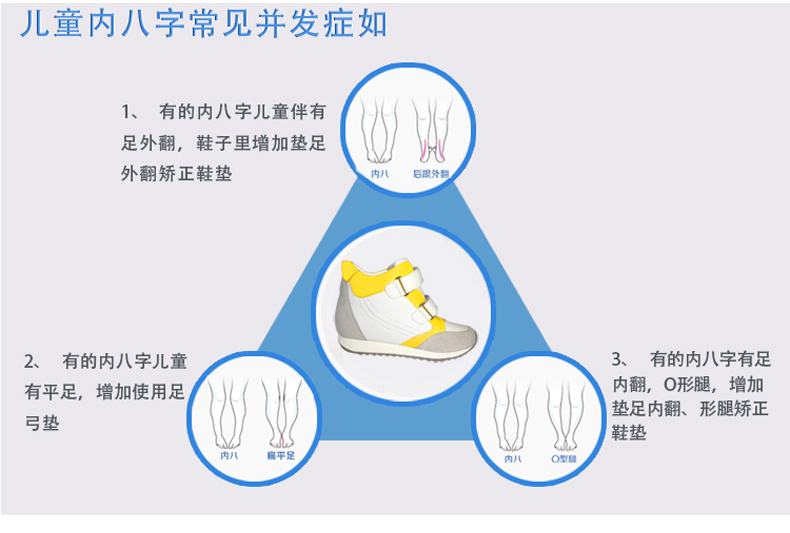 儿童内八字常见并发症如
1、 有的内八字儿童伴有
足外翻，鞋子里增加垫足
外翻矫正鞋垫
内八
后跟外翻
2、 有的内八字儿童
有平足，增加使用足
弓垫
内八
扁平足
3、 有的内八字有足
内翻，O形腿，增加
垫足内翻、形腿矫正
鞋垫
内八
O型腿